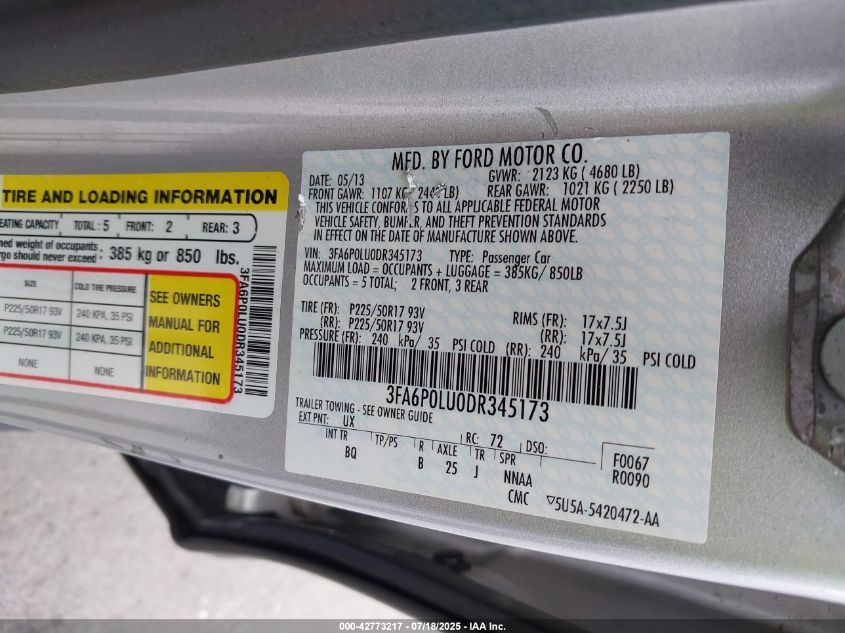 TIRE AND LOADING INFORMATION
EATING CAPACITY TOTAL: 5 FRONT: 2 REAR: 3
ned weight of occupants
rgo should never exceed : 385 kg or 850 lbs.
SIZE COLD TIRE PRESSURE
P225/50R17 93V 240 KPA, 35 PSI
P225/50R17 93V 240 KPA, 35 PSI
NONE NONE
SEE OWNERS
MANUAL FOR
ADDITIONAL
INFORMATION
3FA6P0LU0DR345173
MFD. BY FORD MOTOR CO.
DATE: 05/13 GVWR: 2123 KG ( 4680 LB)
FRONT GAWR: 1107 KG LB) REAR GAWR: 1021 KG ( 2250 LB)
THIS VEHICLE CONFORMS TO ALL APPLICABLE FEDERAL MOTOR
VEHICLE SAFETY, BUMPER, AND THEFT PREVENTION STANDARDS
IN EFFECT ON THE DATE OF MANUFACTURE SHOWN ABOVE.
VIN: 3FA6P0LU0DR345173 TYPE: Passenger Car
MAXIMUM LOAD = OCCUPANTS + LUGGAGE = 385KG/ 850LB
OCCUPANTS = 5 TOTAL; 2 FRONT, 3 REAR
TIRE (FR): P225/50R17 93V RIMS (FR): 17x7.5J
(RR): P225/50R17 93V (RR): 17x7.5J
PRESSURE (FR): 240 kPa/ 35 PSI COLD (RR): 240 kPa/ 35 PSI COLD
3FA6P0LU0DR345173
TRAILER TOWING - SEE OWNER GUIDE
EXT PNT: UX RC: 72 DSO:
INT TR TP/PS R AXLE TR SPR F0067
BQ B 25 J NNAA R0090
CMC ▽5U5A-5420472-AA
000-42773217 - 07/18/2025 - IAA Inc.